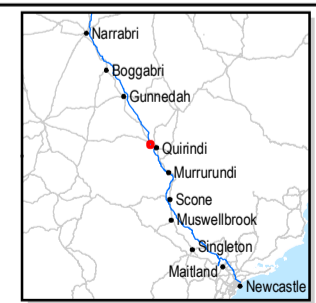 Narrabri
Boggabri
Gunnedah
Quirindi
Murrurundi
Scone
Muswellbrook
Singleton
Maitland
Newcastle